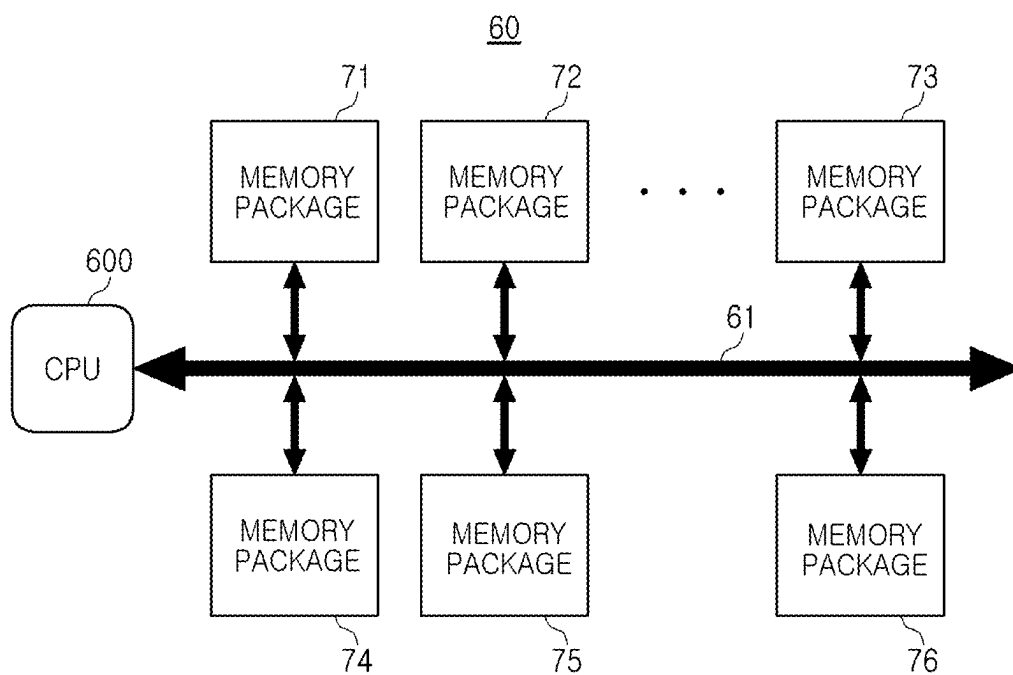 60
71
72
73
MEMORY
PACKAGE
MEMORY
PACKAGE
MEMORY
PACKAGE
600
CPU
61
MEMORY
PACKAGE
MEMORY
PACKAGE
MEMORY
PACKAGE
74
75
76